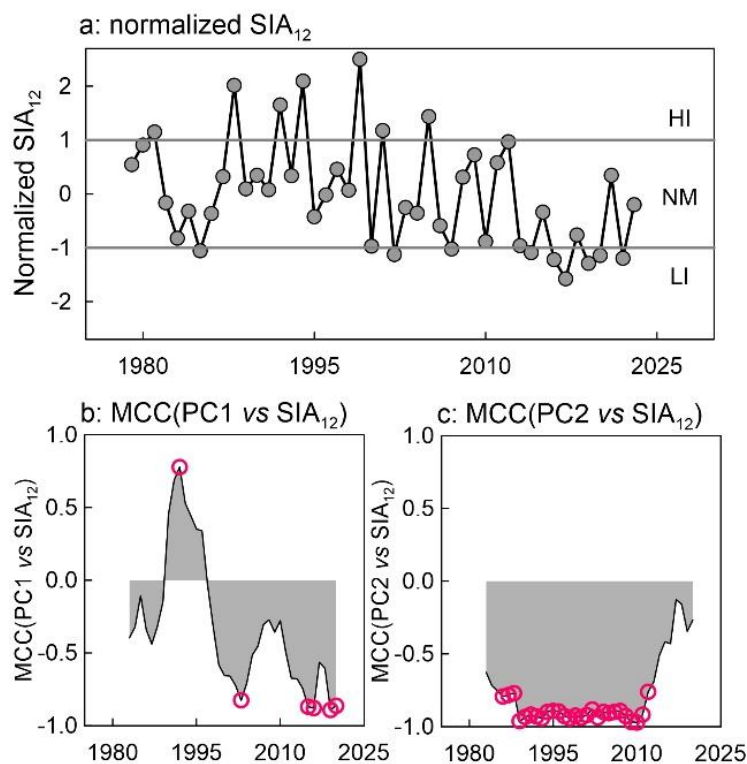 a: normalized SIA₁₂
Normalized SIA₁₂
2
1
0
-1
-2
HI
NM
LI
1980 1995 2010 2025
b: MCC(PC1 vs SIA₁₂)
MCC(PC1 vs SIA₁₂)
1.0
0.5
0.0
-0.5
-1.0
1980 1995 2010 2025
c: MCC(PC2 vs SIA₁₂)
MCC(PC2 vs SIA₁₂)
1.0
0.5
0.0
-0.5
-1.0
1980 1995 2010 2025